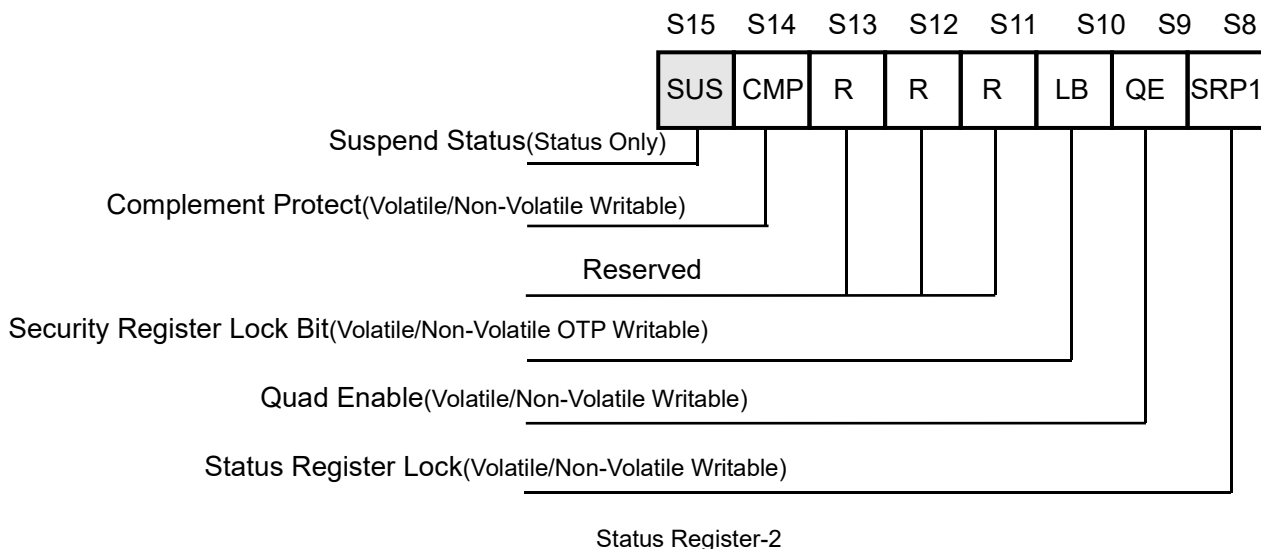 S15 S14 S13 S12 S11 S10 S9 S8
SUS CMP R R R LB QE SRP1
Suspend Status(Status Only)
Complement Protect(Volatile/Non-Volatile Writable)
Reserved
Security Register Lock Bit(Volatile/Non-Volatile OTP Writable)
Quad Enable(Volatile/Non-Volatile Writable)
Status Register Lock(Volatile/Non-Volatile Writable)
Status Register-2